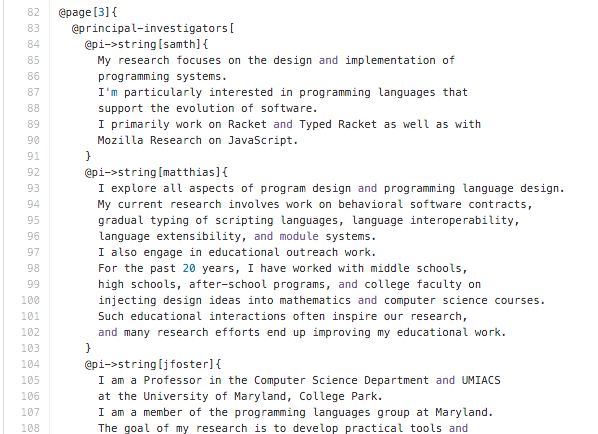 82 @page[3]{
83 @principal-investigators[
84 @pi->string[samth]{
85 My research focuses on the design and implementation of
86 programming systems.
87 I'm particularly interested in programming languages that
88 support the evolution of software.
89 I primarily work on Racket and Typed Racket as well as with
90 Mozilla Research on JavaScript.
91 }
92 @pi->string[matthias]{
93 I explore all aspects of program design and programming language design.
94 My current research involves work on behavioral software contracts,
95 gradual typing of scripting languages, language interoperability,
96 language extensibility, and module systems.
97 I also engage in educational outreach work.
98 For the past 20 years, I have worked with middle schools,
99 high schools, after-school programs, and college faculty on
100 injecting design ideas into mathematics and computer science courses.
101 Such educational interactions often inspire our research,
102 and many research efforts end up improving my educational work.
103 }
104 @pi->string[jfoster]{
105 I am a Professor in the Computer Science Department and UMIACS
106 at the University of Maryland, College Park.
107 I am a member of the programming languages group at Maryland.
108 The goal of my research is to develop practical tools and